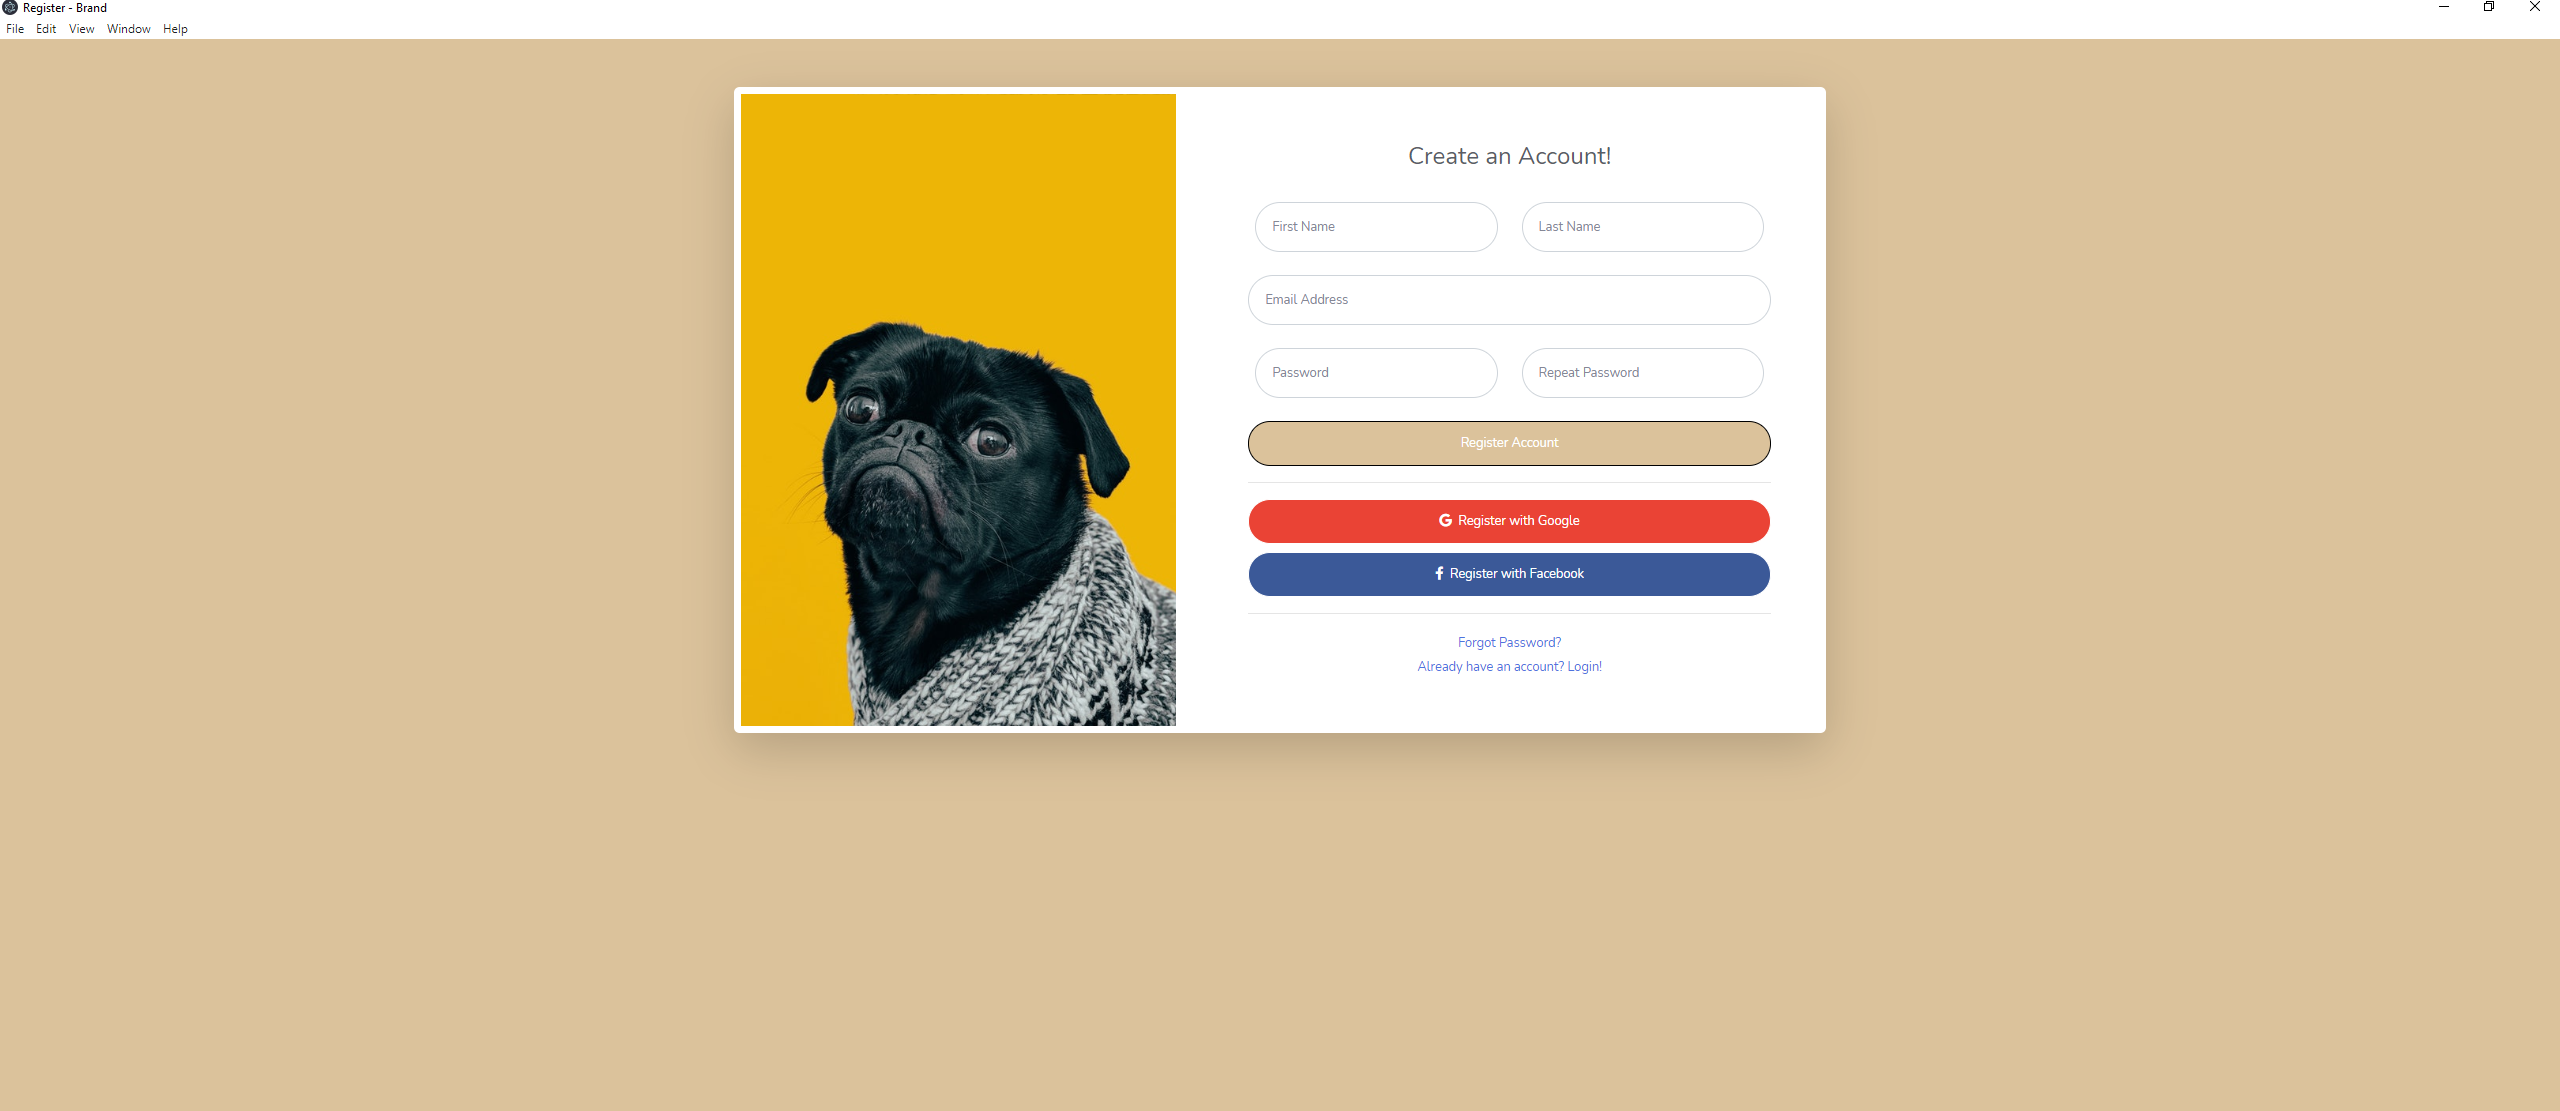 Register - Brand
File Edit View Window Help
Create an Account!
First Name Last Name
Email Address
Password Repeat Password
Register Account
Register with Google
Register with Facebook
Forgot Password?
Already have an account? Login!